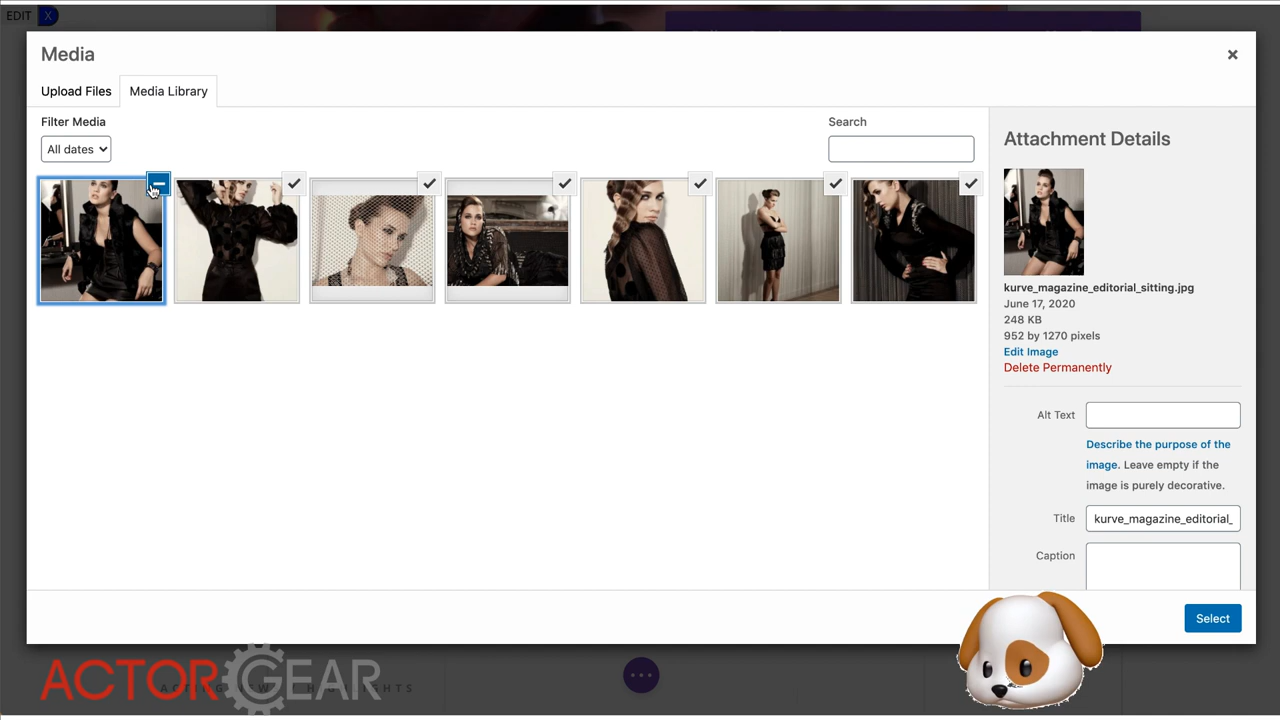 EDIT X
Media
×
Upload Files
Media Library
Filter Media
Search
All dates
Attachment Details
kurve_magazine_editorial_sitting.jpg
June 17, 2020
248 KB
952 by 1270 pixels
Edit Image
Delete Permanently
Alt Text
Describe the purpose of the
image. Leave empty if the
image is purely decorative.
Title
kurve_magazine_editorial_
Caption
Select
ACTORGEAR